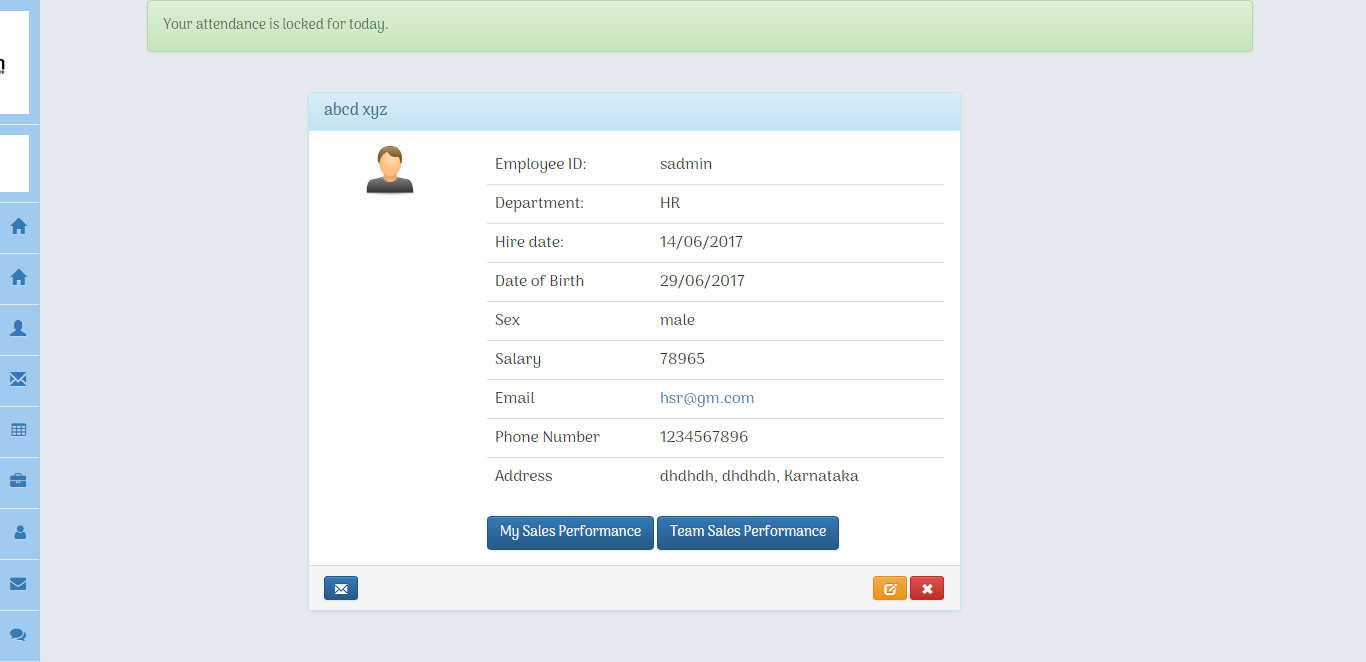 Your attendance is locked for today.
abcd xyz
Employee ID: sadmin
Department: HR
Hire date: 14/06/2017
Date of Birth 29/06/2017
Sex male
Salary 78965
Email hsr@gm.com
Phone Number 1234567896
Address dhdhdh, dhdhdh, Karnataka
My Sales Performance Team Sales Performance